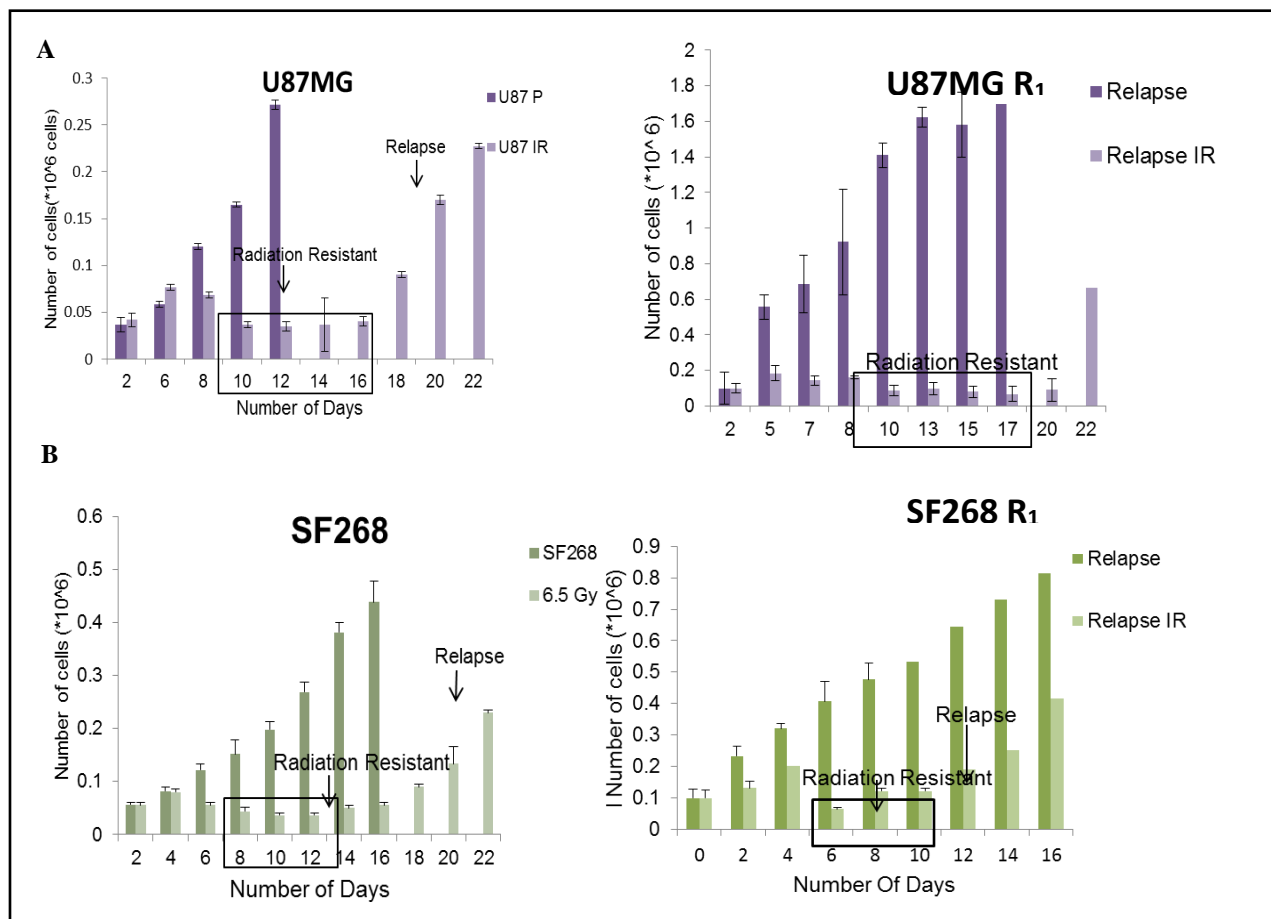 A
U87MG
Number of cells(*10^6 cells)
0.3
0.25
0.2
0.15
0.1
0.05
0
U87 P
U87 IR
Relapse
Radiation Resistant
2 6 8 10 12 14 16 18 20 22
Number of Days
U87MG R₁
Number of cells (*10^ 6)
2
1.8
1.6
1.4
1.2
1
0.8
0.6
0.4
0.2
0
Relapse
Relapse IR
Radiation Resistant
2 5 7 8 10 13 15 17 20 22
B
SF268
Number of cells (*10^6)
0.6
0.5
0.4
0.3
0.2
0.1
0
SF268
6.5 Gy
Relapse
Radiation Resistant
2 4 6 8 10 12 14 16 18 20 22
Number of Days
SF268 R₁
l Number of cells (*10^6)
0.9
0.8
0.7
0.6
0.5
0.4
0.3
0.2
0.1
0
Relapse
Relapse IR
Relapse
Radiation Resistant
0 2 4 6 8 10 12 14 16
Number Of Days